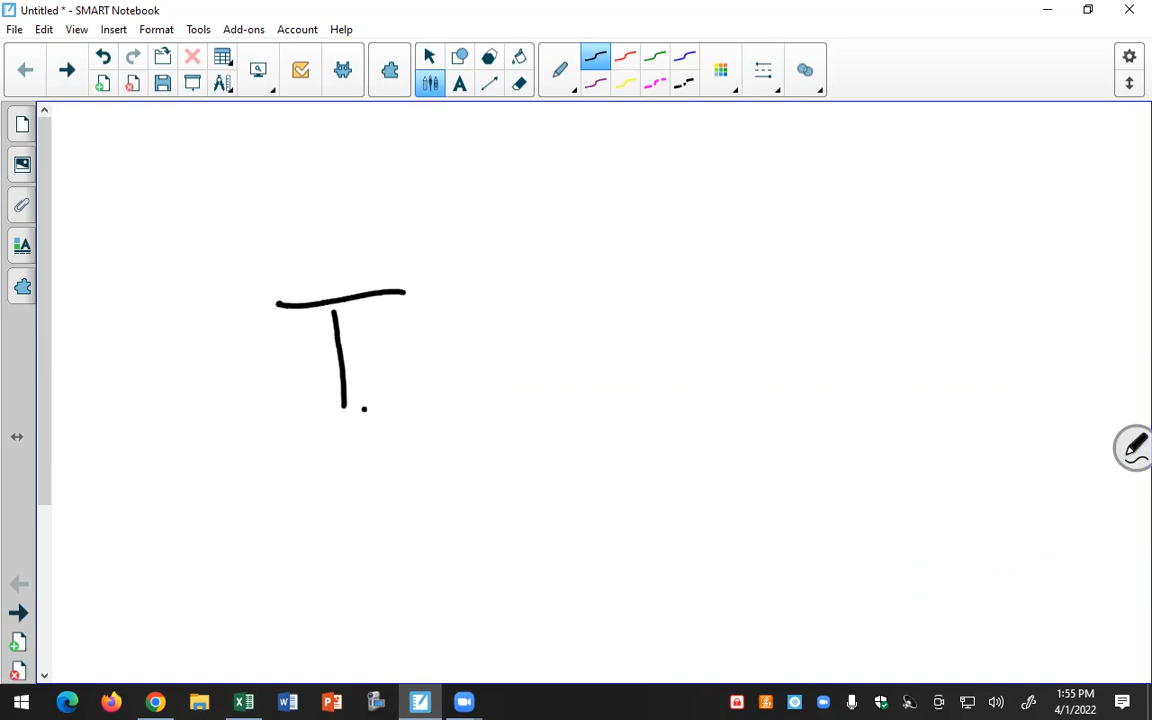 Untitled * - SMART Notebook
File Edit View Insert Format Tools Add-ons Account Help
T.
1:55 PM
4/1/2022